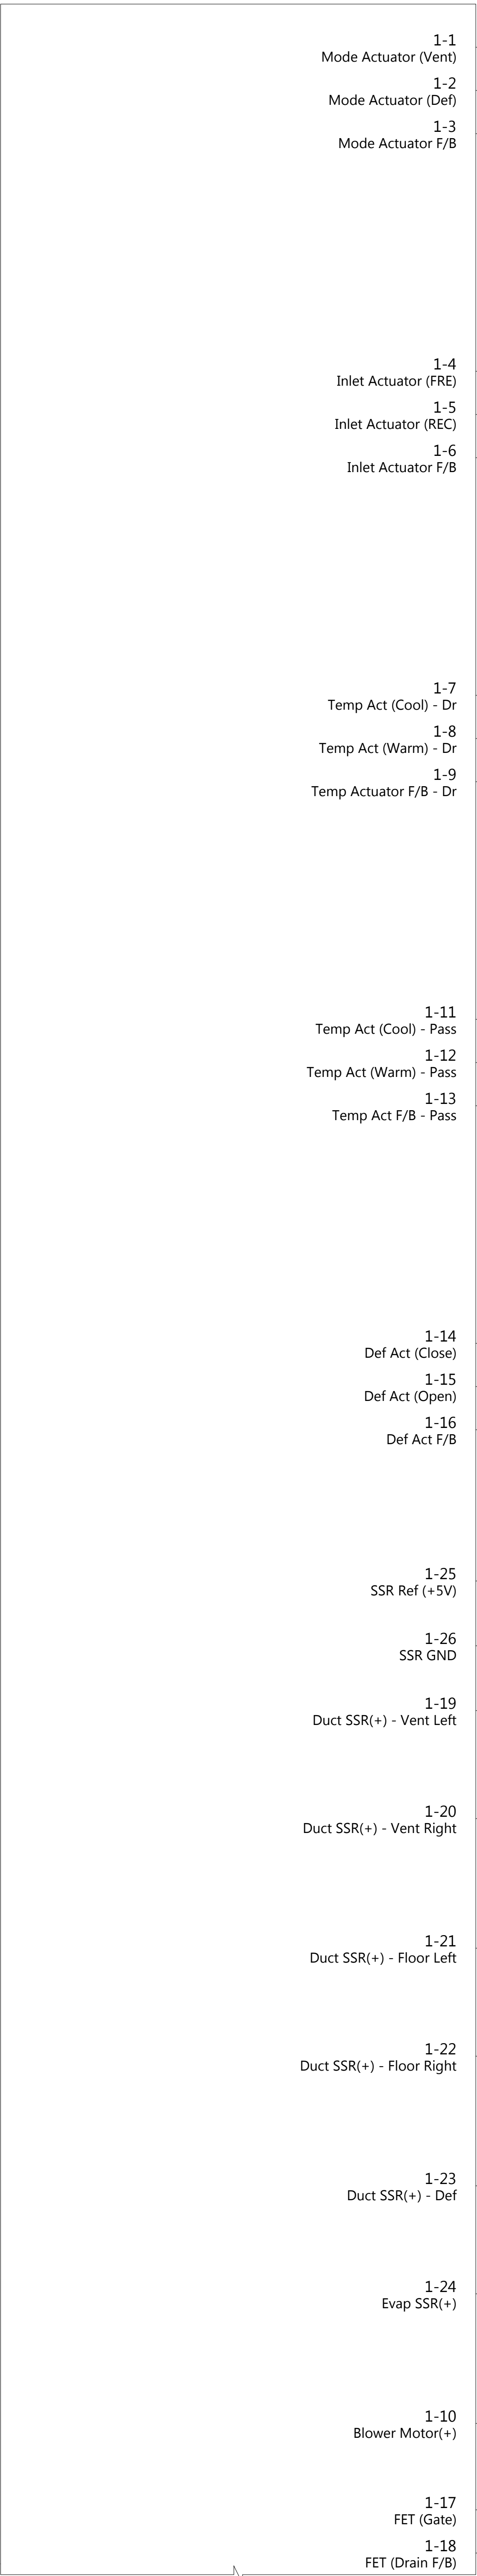 1-1
Mode Actuator (Vent)
1-2
Mode Actuator (Def)
1-3
Mode Actuator F/B
1-4
Inlet Actuator (FRE)
1-5
Inlet Actuator (REC)
1-6
Inlet Actuator F/B
1-7
Temp Act (Cool) - Dr
1-8
Temp Act (Warm) - Dr
1-9
Temp Actuator F/B - Dr
1-11
Temp Act (Cool) - Pass
1-12
Temp Act (Warm) - Pass
1-13
Temp Act F/B - Pass
1-14
Def Act (Close)
1-15
Def Act (Open)
1-16
Def Act F/B
1-25
SSR Ref (+5V)
1-26
SSR GND
1-19
Duct SSR(+) - Vent Left
1-20
Duct SSR(+) - Vent Right
1-21
Duct SSR(+) - Floor Left
1-22
Duct SSR(+) - Floor Right
1-23
Duct SSR(+) - Def
1-24
Evap SSR(+)
1-10
Blower Motor(+)
1-17
FET (Gate)
1-18
FET (Drain F/B)